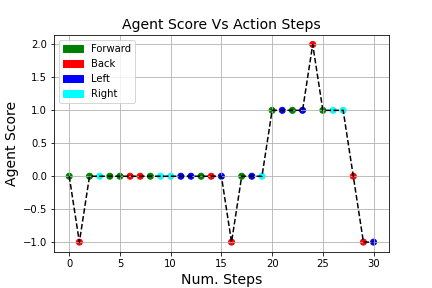 Agent Score Vs Action Steps
Forward
Back
Left
Right
Agent Score
2.0
1.5
1.0
0.5
0.0
−0.5
−1.0
0 5 10 15 20 25 30
Num. Steps